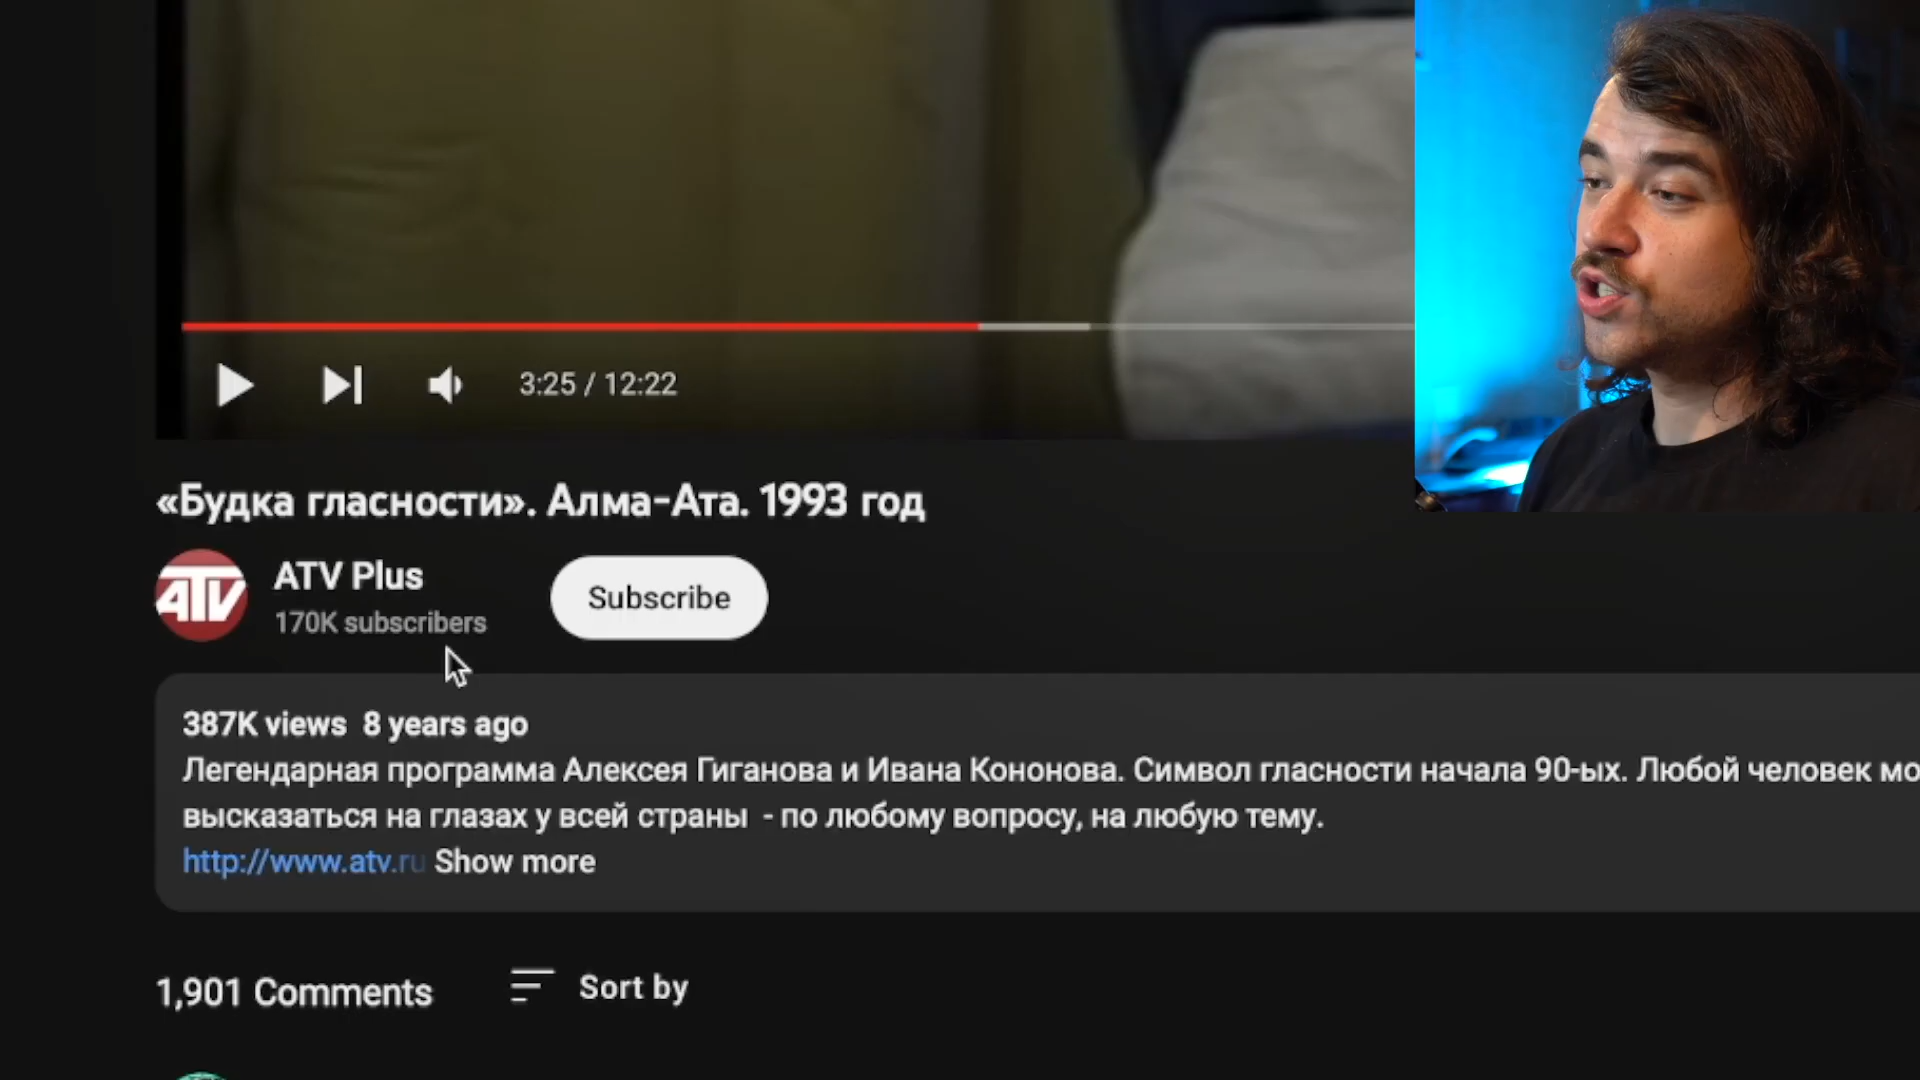 3:25 / 12:22
«Будка гласности». Алма-Ата. 1993 год
ATV
ATV Plus
170K subscribers
Subscribe
387K views 8 years ago
Легендарная программа Алексея Гиганова и Ивана Кононова. Символ гласности начала 90-ых. Любой человек мо
высказаться на глазах у всей страны - по любому вопросу, на любую тему.
http://www.atv.ru Show more
1,901 Comments
Sort by